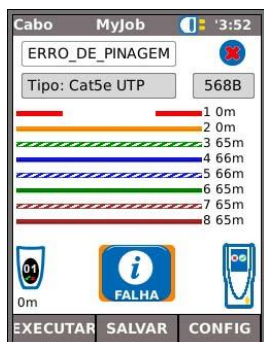 Cabo MyJob '3:52
ERRO_DE_PINAGEM
Tipo: Cat5e UTP 568B
1 0m
2 0m
3 65m
4 66m
5 66m
6 65m
7 65m
8 65m
01
i
0m
FALHA
EXECUTAR SALVAR CONFIG